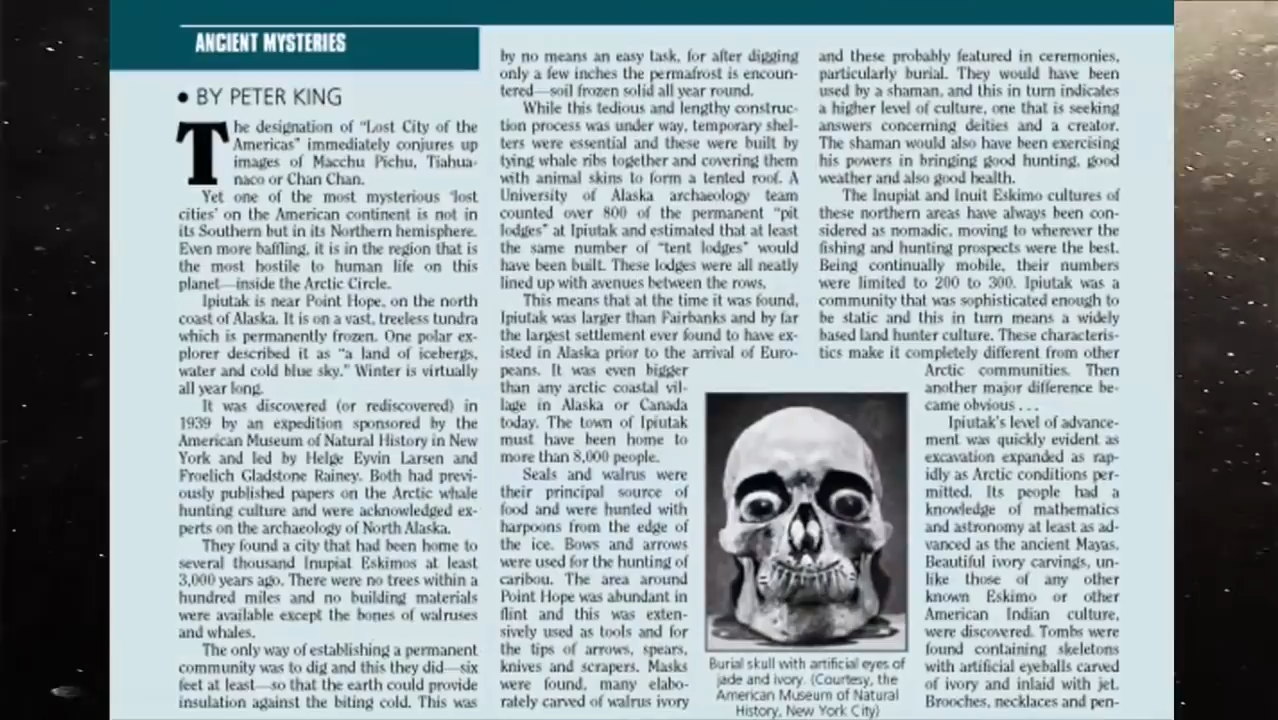 ANCIENT MYSTERIES
• BY PETER KING
The designation of "Lost City of the
Americas" immediately conjures up
images of Macchu Pichu, Tiahua-
naco or Chan Chan.
Yet one of the most mysterious 'lost
cities' on the American continent is not in
its Southern but in its Northern hemisphere.
Even more baffling, it is in the region that is
the most hostile to human life on this
planet—inside the Arctic Circle.
Ipiutak is near Point Hope, on the north
coast of Alaska. It is on a vast, treeless tundra
which is permanently frozen. One polar ex-
plorer described it as "a land of icebergs,
water and cold blue sky." Winter is virtually
all year long.
It was discovered (or rediscovered) in
1939 by an expedition sponsored by the
American Museum of Natural History in New
York and led by Helge Eyvin Larsen and
Froelich Gladstone Rainey. Both had previ-
ously published papers on the Arctic whale
hunting culture and were acknowledged ex-
perts on the archaeology of North Alaska.
They found a city that had been home to
several thousand Inupiat Eskimos at least
3,000 years ago. There were no trees within a
hundred miles and no building materials
were available except the bones of walruses
and whales.
The only way of establishing a permanent
community was to dig and this they did—six
feet at least—so that the earth could provide
insulation against the biting cold. This was
by no means an easy task, for after digging
only a few inches the permafrost is encoun-
tered—soil frozen solid all year round.
While this tedious and lengthy construc-
tion process was under way, temporary shel-
ters were essential and these were built by
tying whale ribs together and covering them
with animal skins to form a tented roof. A
University of Alaska archaeology team
counted over 800 of the permanent "pit
lodges" at Ipiutak and estimated that at least
the same number of "tent lodges" would
have been built. These lodges were all neatly
lined up with avenues between the rows.
This means that at the time it was found,
Ipiutak was larger than Fairbanks and by far
the largest settlement ever found to have ex-
isted in Alaska prior to the arrival of Euro-
peans. It was even bigger
than any arctic coastal vil-
lage in Alaska or Canada
today. The town of Ipiutak
must have been home to
more than 8,000 people.
Seals and walrus were
their principal source of
food and were hunted with
harpoons from the edge of
the ice. Bows and arrows
were used for the hunting of
caribou. The area around
Point Hope was abundant in
flint and this was exten-
sively used as tools and for
the tips of arrows, spears,
knives and scrapers. Masks
were found, many elabo-
rately carved of walrus ivory
and these probably featured in ceremonies,
particularly burial. They would have been
used by a shaman, and this in turn indicates
a higher level of culture, one that is seeking
answers concerning deities and a creator.
The shaman would also have been exercising
his powers in bringing good hunting, good
weather and also good health.
The Inupiat and Inuit Eskimo cultures of
these northern areas have always been con-
sidered as nomadic, moving to wherever the
fishing and hunting prospects were the best.
Being continually mobile, their numbers
were limited to 200 to 300. Ipiutak was a
community that was sophisticated enough to
be static and this in turn means a widely
based land hunter culture. These characteris-
tics make it completely different from other
Arctic communities. Then
another major difference be-
came obvious . . .
Ipiutak's level of advance-
ment was quickly evident as
excavation expanded as rap-
idly as Arctic conditions per-
mitted. Its people had a
knowledge of mathematics
and astronomy at least as ad-
vanced as the ancient Mayas.
Beautiful ivory carvings, un-
like those of any other
known Eskimo or other
American Indian culture,
were discovered. Tombs were
found containing skeletons
with artificial eyeballs carved
of ivory and inlaid with jet.
Brooches, necklaces and pen-
Burial skull with artificial eyes of
jade and ivory. (Courtesy, the
American Museum of Natural
History, New York City)